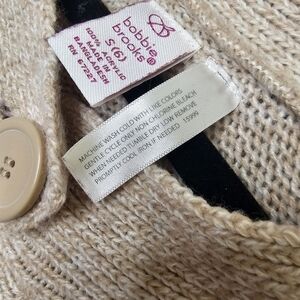 bobbie
brooks®
S (6)
100% ACRYLIC
MADE IN
BANGLADESH
RN 67227
MACHINE WASH COLD WITH LIKE COLORS
GENTLE CYCLE ONLY NON CHLORINE BLEACH
WHEN NEEDED TUMBLE DRY LOW REMOVE
PROMPTLY COOL IRON IF NEEDED 15999